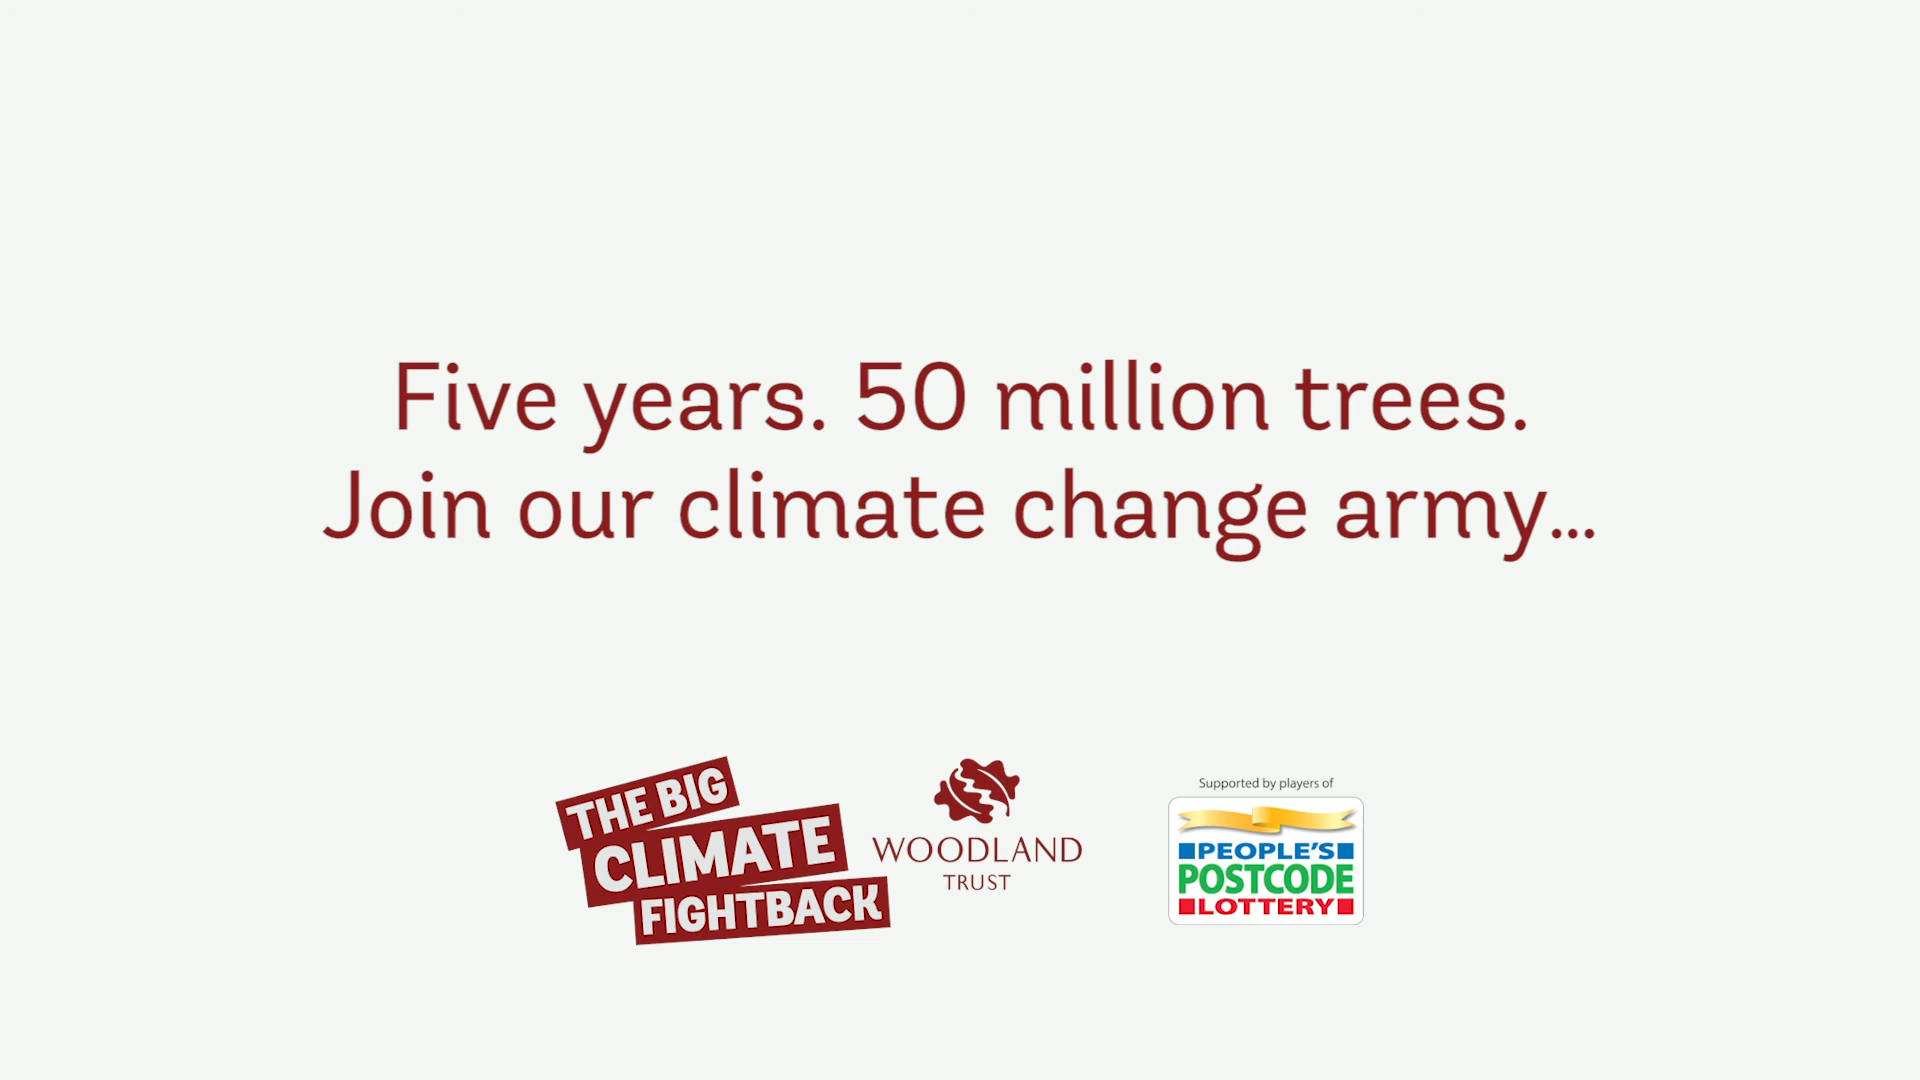 Five years. 50 million trees.
Join our climate change army...
THE BIG
CLIMATE
FIGHTBACK
WOODLAND
TRUST
Supported by players of
PEOPLE'S
POSTCODE
LOTTERY